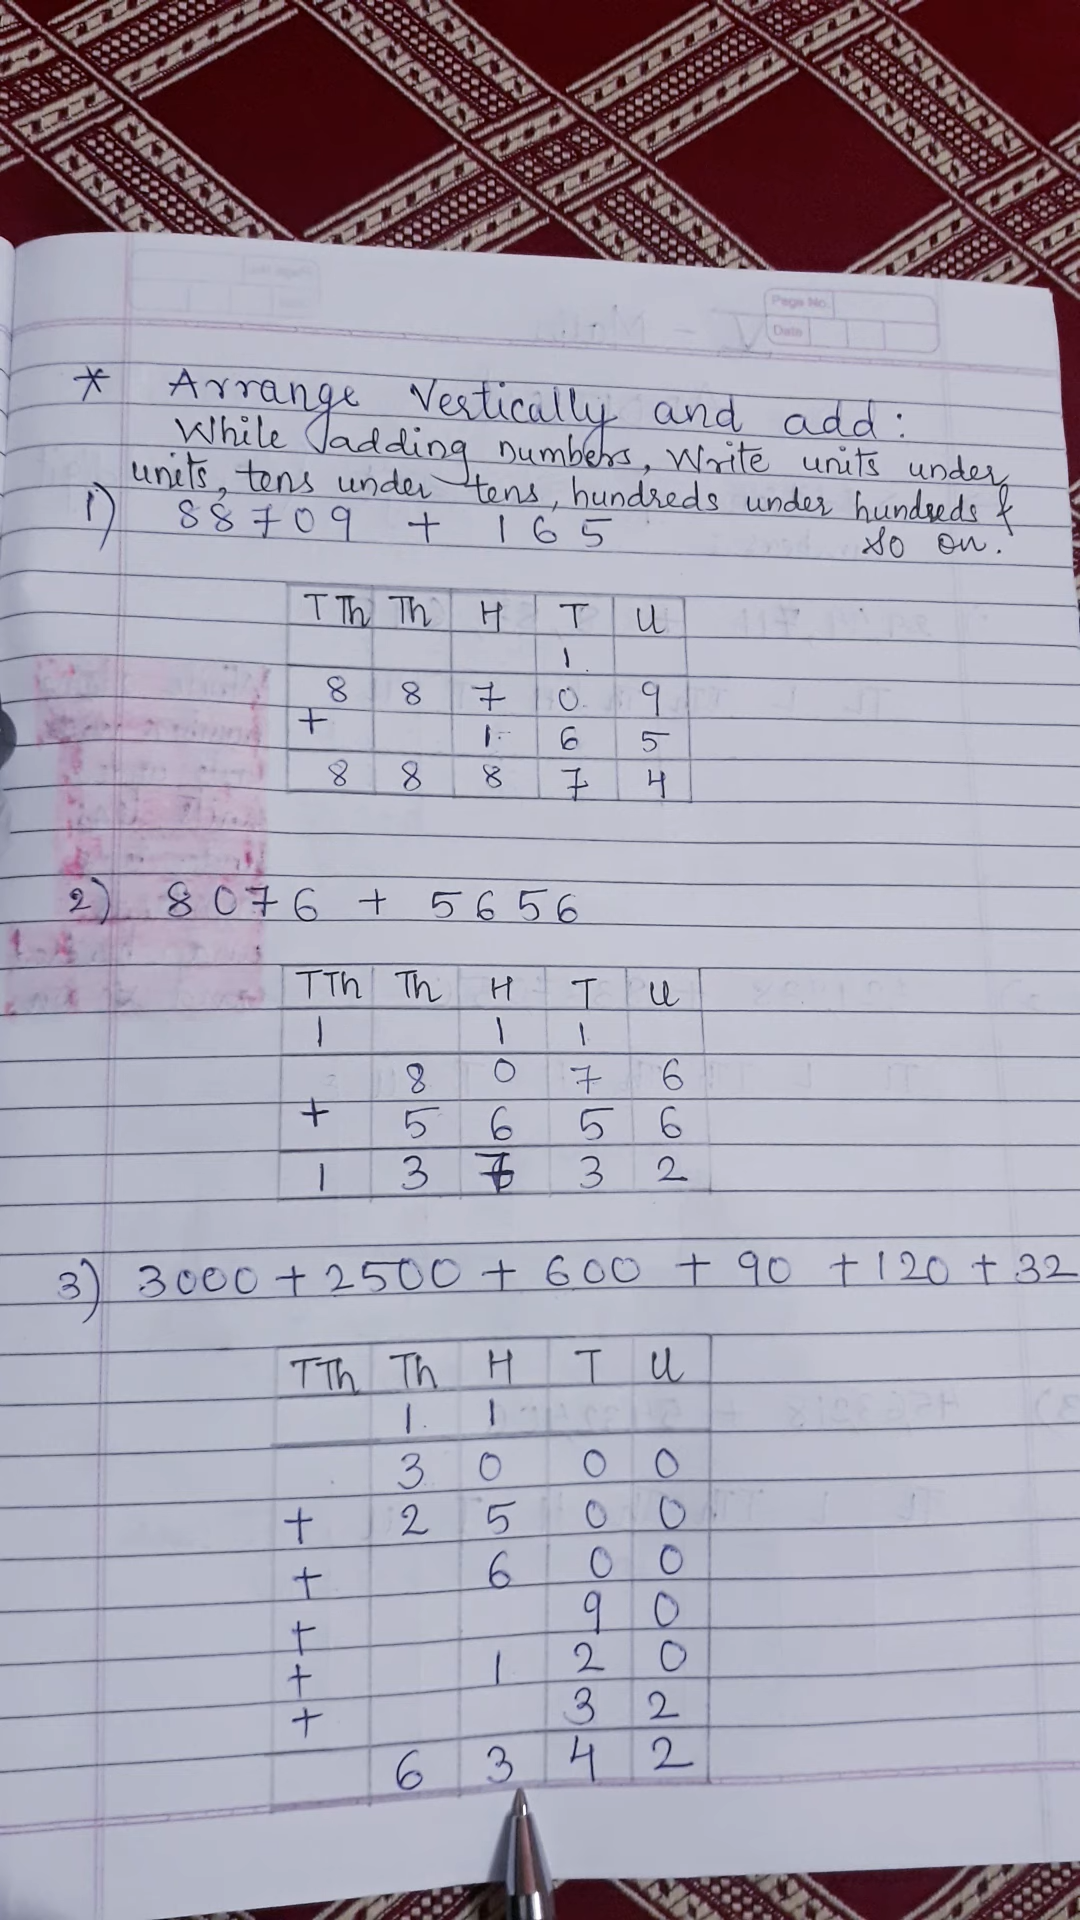 Page No.
Date
* Arrange Vertically and add:
While adding numbers, Write units under
units, tens under tens, hundreds under hundreds &
so on.
1) 88709 + 165
T Th Th H T U
1
8 8 7 0 9
+ 1 6 5
8 8 8 7 4
2) 8076 + 5656
TTh Th H T U
1 1 1
8 0 7 6
+ 5 6 5 6
1 3 7 3 2
3) 3000 + 2500 + 600 + 90 + 120 + 32
TTh Th H T U
1 1
3 0 0 0
+ 2 5 0 0
+ 6 0 0
+ 9 0
+ 1 2 0
+ 3 2
6 3 4 2